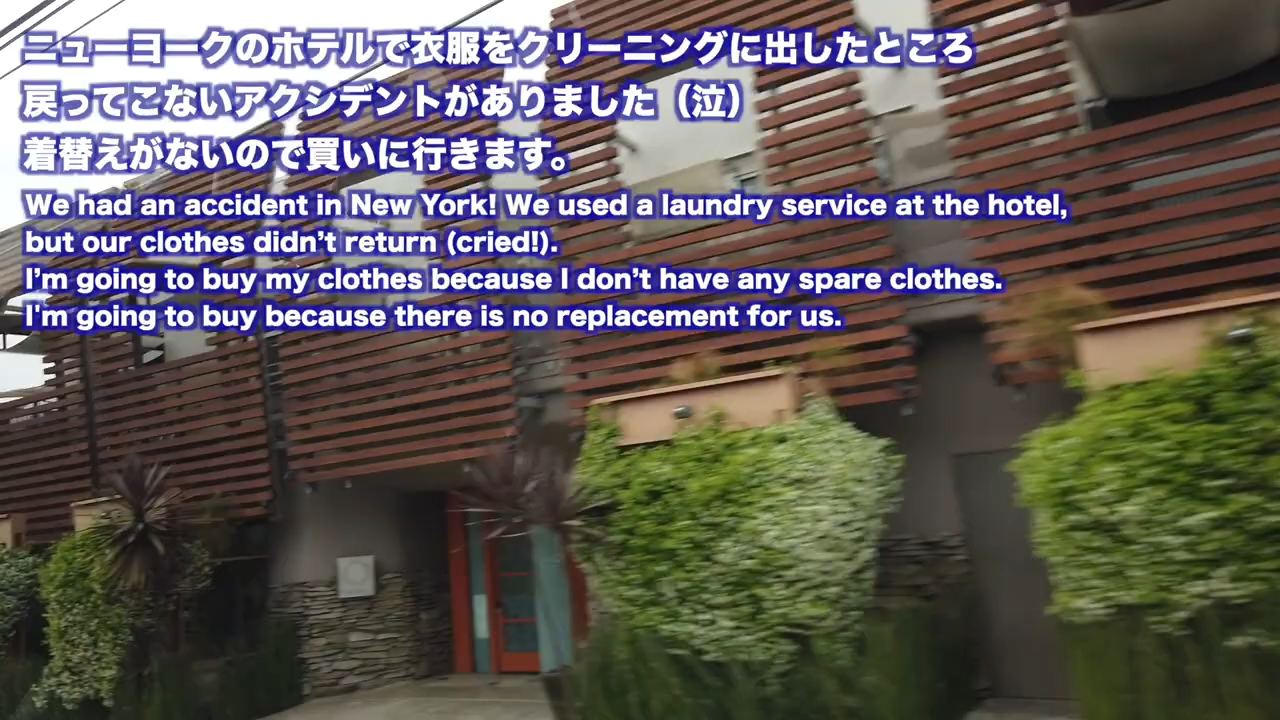 ニューヨークのホテルで衣服をクリーニングに出したところ
戻ってこないアクシデントがありました（泣）
着替えがないので買いに行きます。
We had an accident in New York! We used a laundry service at the hotel,
but our clothes didn’t return (cried!).
I’m going to buy my clothes because I don’t have any spare clothes.
I'm going to buy because there is no replacement for us.